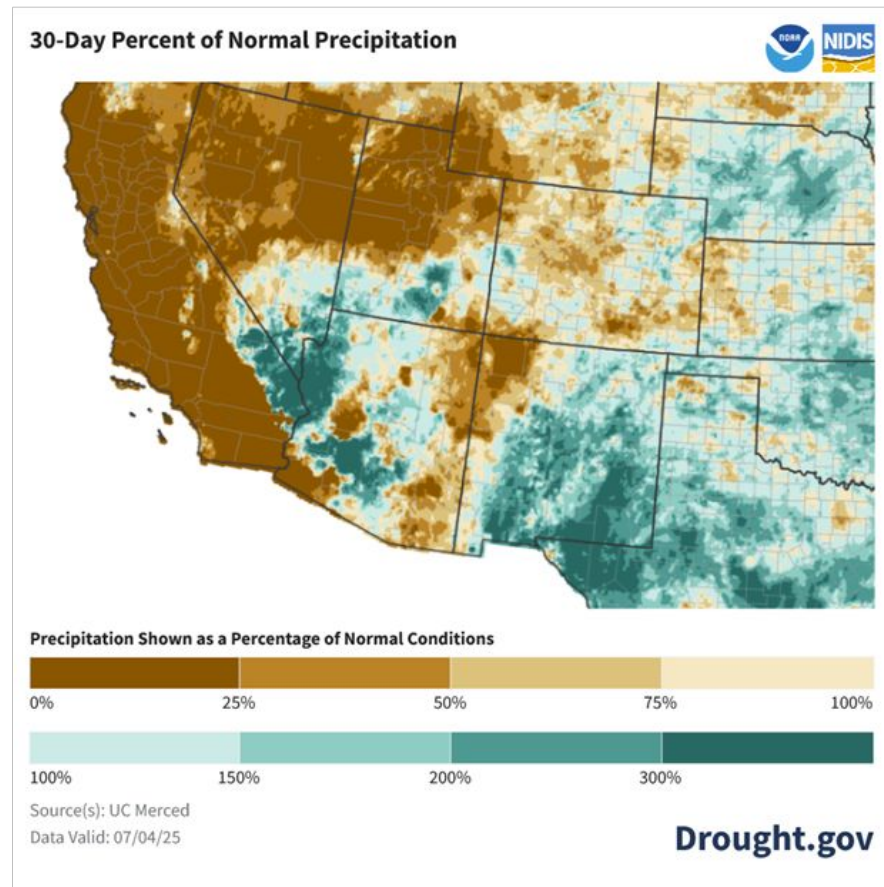 30-Day Percent of Normal Precipitation
NOAA
NIDIS
Precipitation Shown as a Percentage of Normal Conditions
0% 25% 50% 75% 100%
100% 150% 200% 300%
Source(s): UC Merced
Data Valid: 07/04/25
Drought.gov